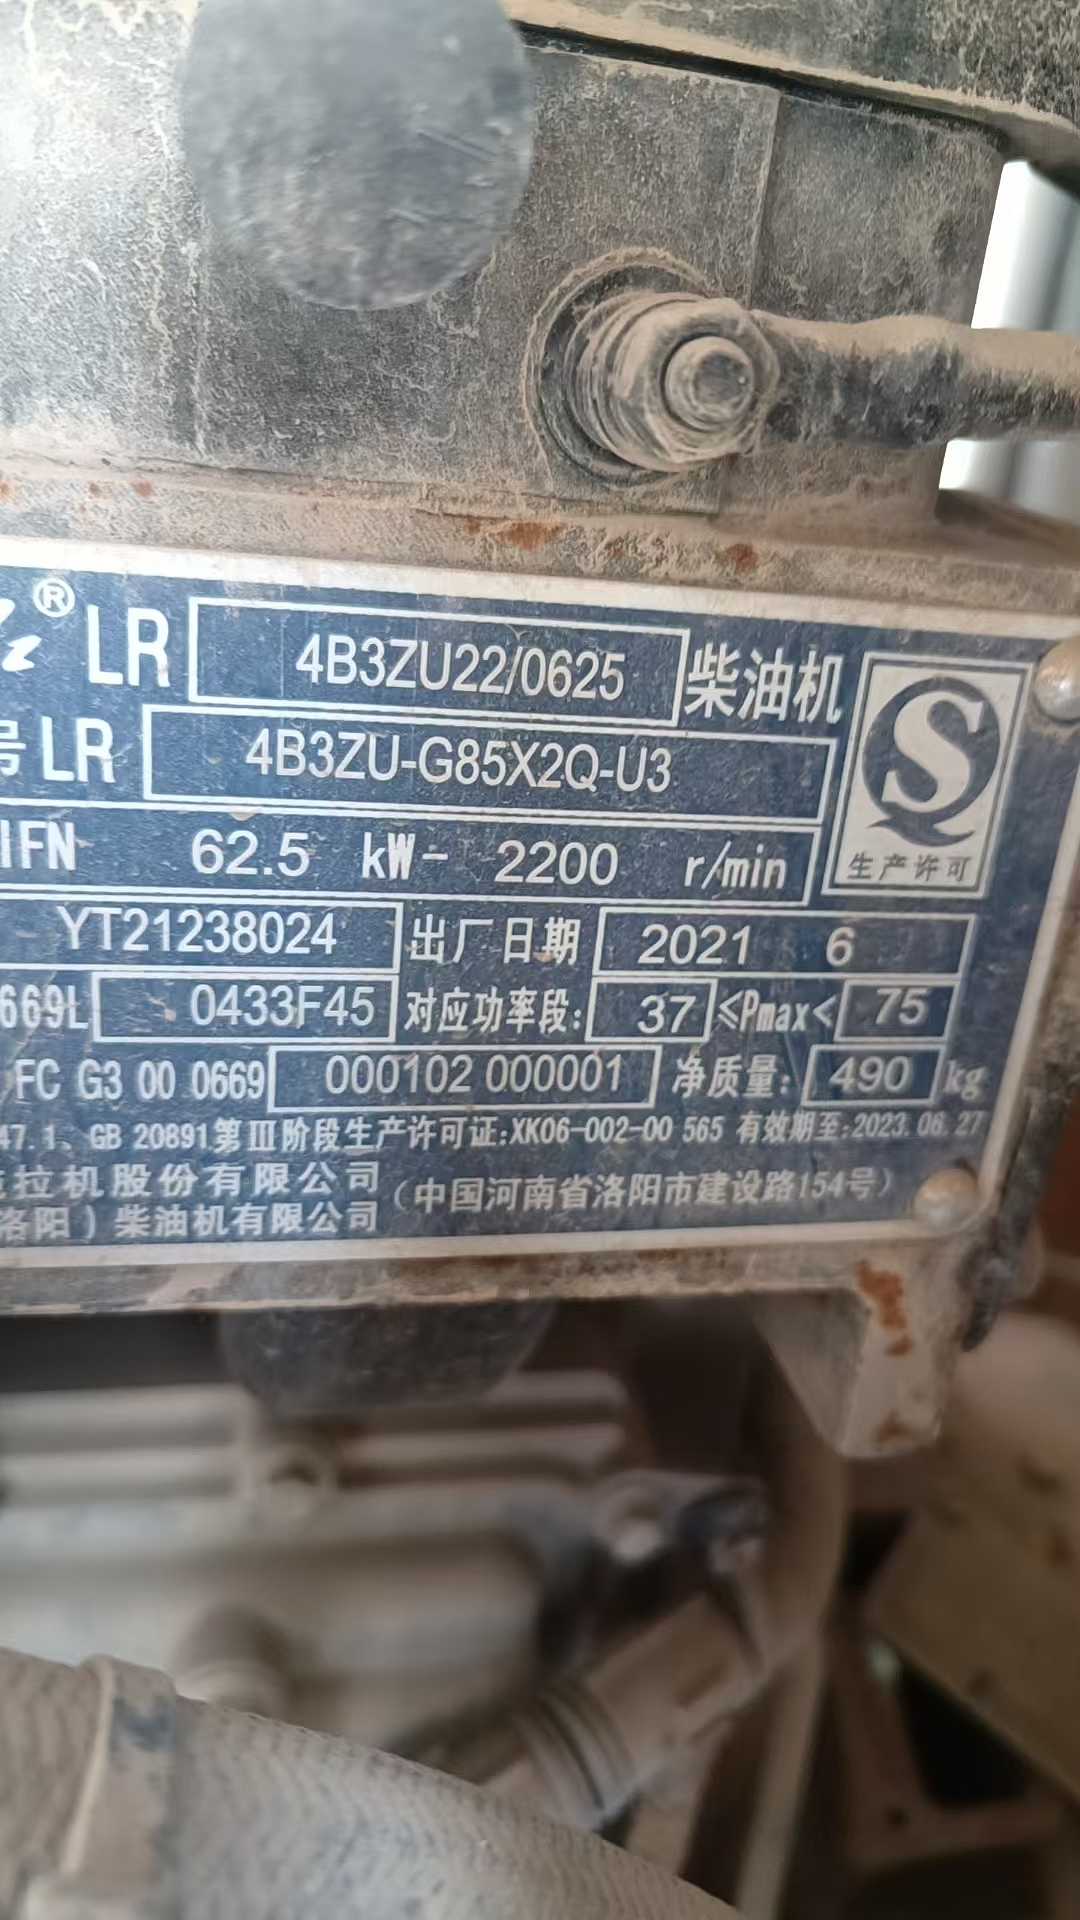 ® LR 4B3ZU22/0625 柴油机
号 LR 4B3ZU-G85X2Q-U3
IFN 62.5 kW- 2200 r/min
S
生产许可
YT21238024 出厂日期 2021 6
669L 0433F45 对应功率段: 37 ≤Pmax< 75
FC G3 00 0669 000102 000001 净质量: 490 kg
47.1、GB 20891第Ⅲ阶段生产许可证:XK06-002-00 565 有效期至:2023.06.27
拉机股份有限公司
洛阳）柴油机有限公司
（中国河南省洛阳市建设路154号）